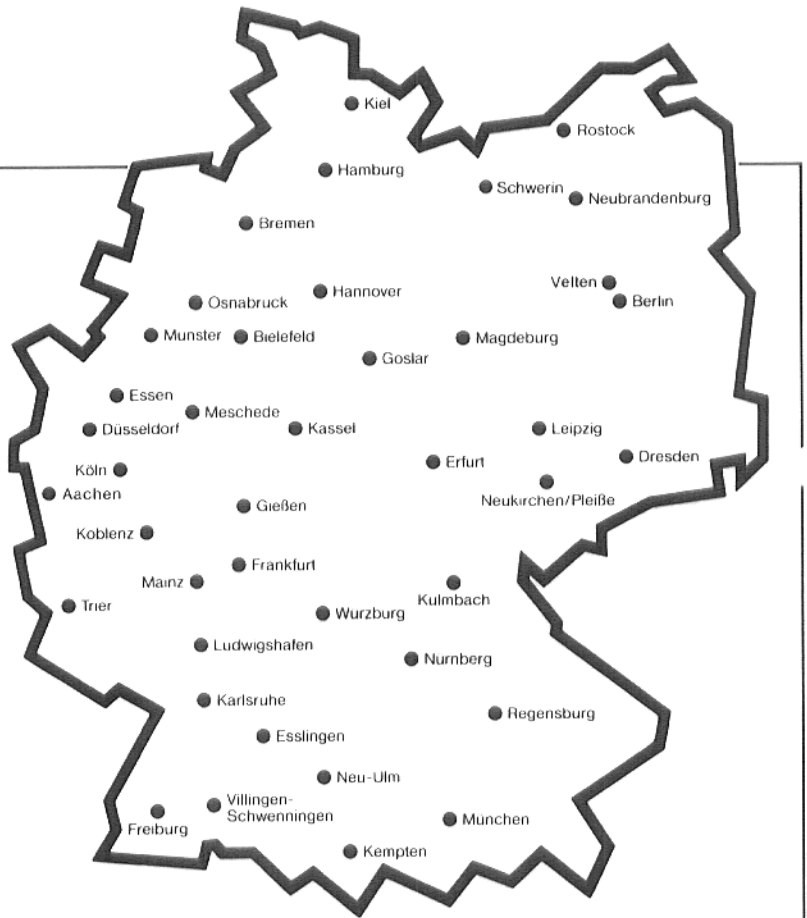 Kiel
Rostock
Hamburg
Schwerin
Neubrandenburg
Bremen
Velten
Hannover
Berlin
Osnabruck
Munster
Bielefeld
Magdeburg
Goslar
Essen
Meschede
Düsseldorf
Kassel
Leipzig
Köln
Erfurt
Dresden
Aachen
Neukirchen/Pleiße
Gießen
Koblenz
Frankfurt
Mainz
Kulmbach
Trier
Wurzburg
Ludwigshafen
Nurnberg
Karlsruhe
Regensburg
Esslingen
Neu-Ulm
Villingen-
Schwenningen
Freiburg
München
Kempten